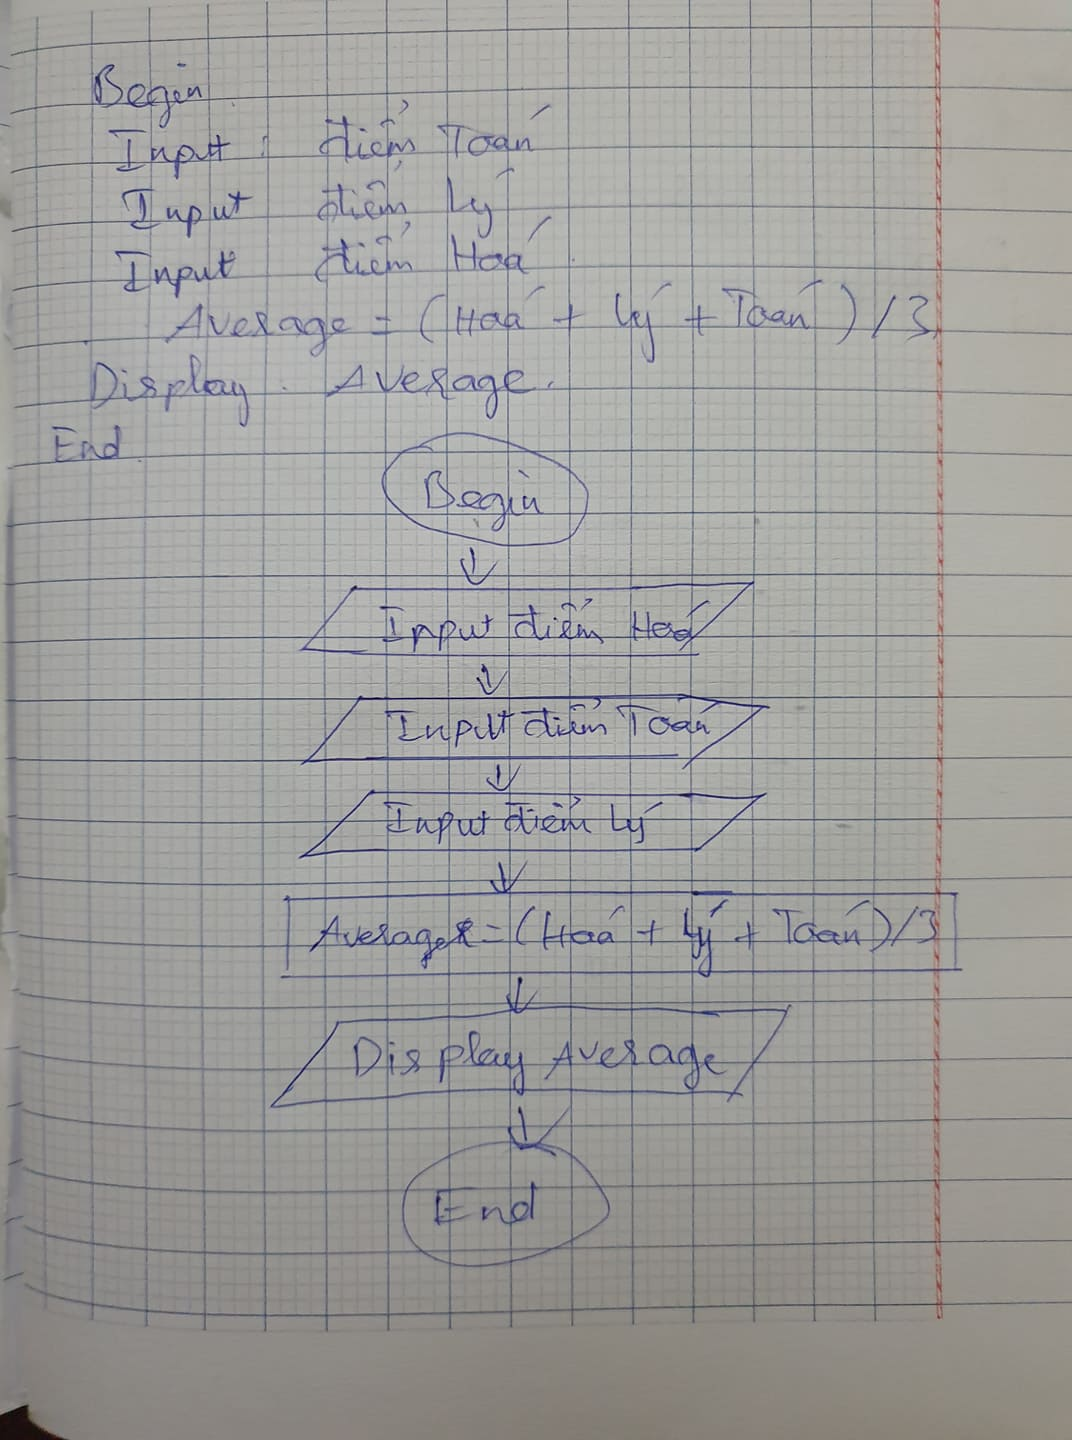 Begin
Input : điểm Toán
Input điểm Lý
Input điểm Hoá
Average = (Hoá + Lý + Toán) / 3
Display . Average.
End
Begin
Input điểm Hoá
Input điểm Toán
Input điểm Lý
Average = (Hoá + Lý + Toán) / 3
Display Average
End